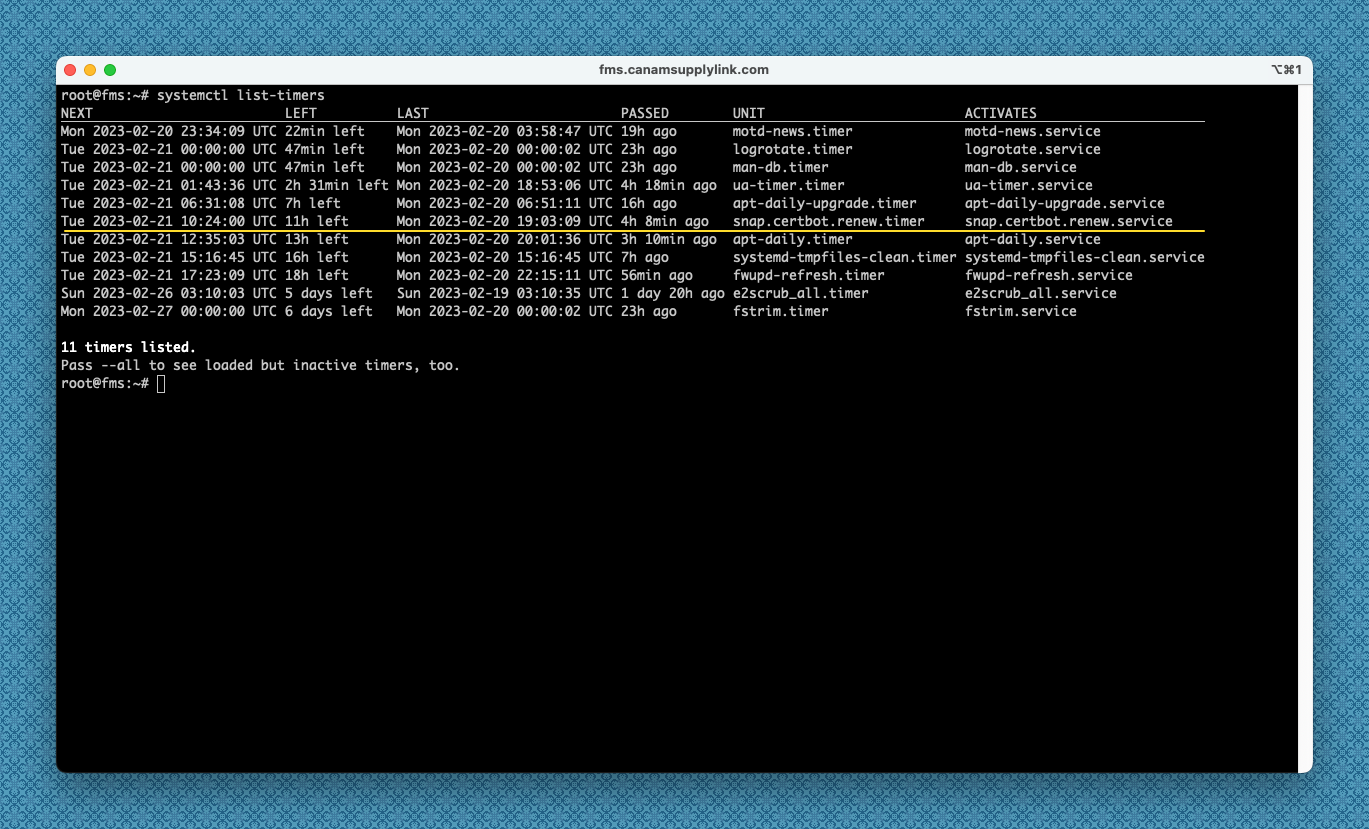 fms.canamsupplylink.com ⌥⌘1
root@fms:~# systemctl list-timers
NEXT LEFT LAST PASSED UNIT ACTIVATES
Mon 2023-02-20 23:34:09 UTC 22min left Mon 2023-02-20 03:58:47 UTC 19h ago motd-news.timer motd-news.service
Tue 2023-02-21 00:00:00 UTC 47min left Mon 2023-02-20 00:00:02 UTC 23h ago logrotate.timer logrotate.service
Tue 2023-02-21 00:00:00 UTC 47min left Mon 2023-02-20 00:00:02 UTC 23h ago man-db.timer man-db.service
Tue 2023-02-21 01:43:36 UTC 2h 31min left Mon 2023-02-20 18:53:06 UTC 4h 18min ago ua-timer.timer ua-timer.service
Tue 2023-02-21 06:31:08 UTC 7h left Mon 2023-02-20 06:51:11 UTC 16h ago apt-daily-upgrade.timer apt-daily-upgrade.service
Tue 2023-02-21 10:24:00 UTC 11h left Mon 2023-02-20 19:03:09 UTC 4h 8min ago snap.certbot.renew.timer snap.certbot.renew.service
Tue 2023-02-21 12:35:03 UTC 13h left Mon 2023-02-20 20:01:36 UTC 3h 10min ago apt-daily.timer apt-daily.service
Tue 2023-02-21 15:16:45 UTC 16h left Mon 2023-02-20 15:16:45 UTC 7h ago systemd-tmpfiles-clean.timer systemd-tmpfiles-clean.service
Tue 2023-02-21 17:23:09 UTC 18h left Mon 2023-02-20 22:15:11 UTC 56min ago fwupd-refresh.timer fwupd-refresh.service
Sun 2023-02-26 03:10:03 UTC 5 days left Sun 2023-02-19 03:10:35 UTC 1 day 20h ago e2scrub_all.timer e2scrub_all.service
Mon 2023-02-27 00:00:00 UTC 6 days left Mon 2023-02-20 00:00:02 UTC 23h ago fstrim.timer fstrim.service
11 timers listed.
Pass --all to see loaded but inactive timers, too.
root@fms:~#